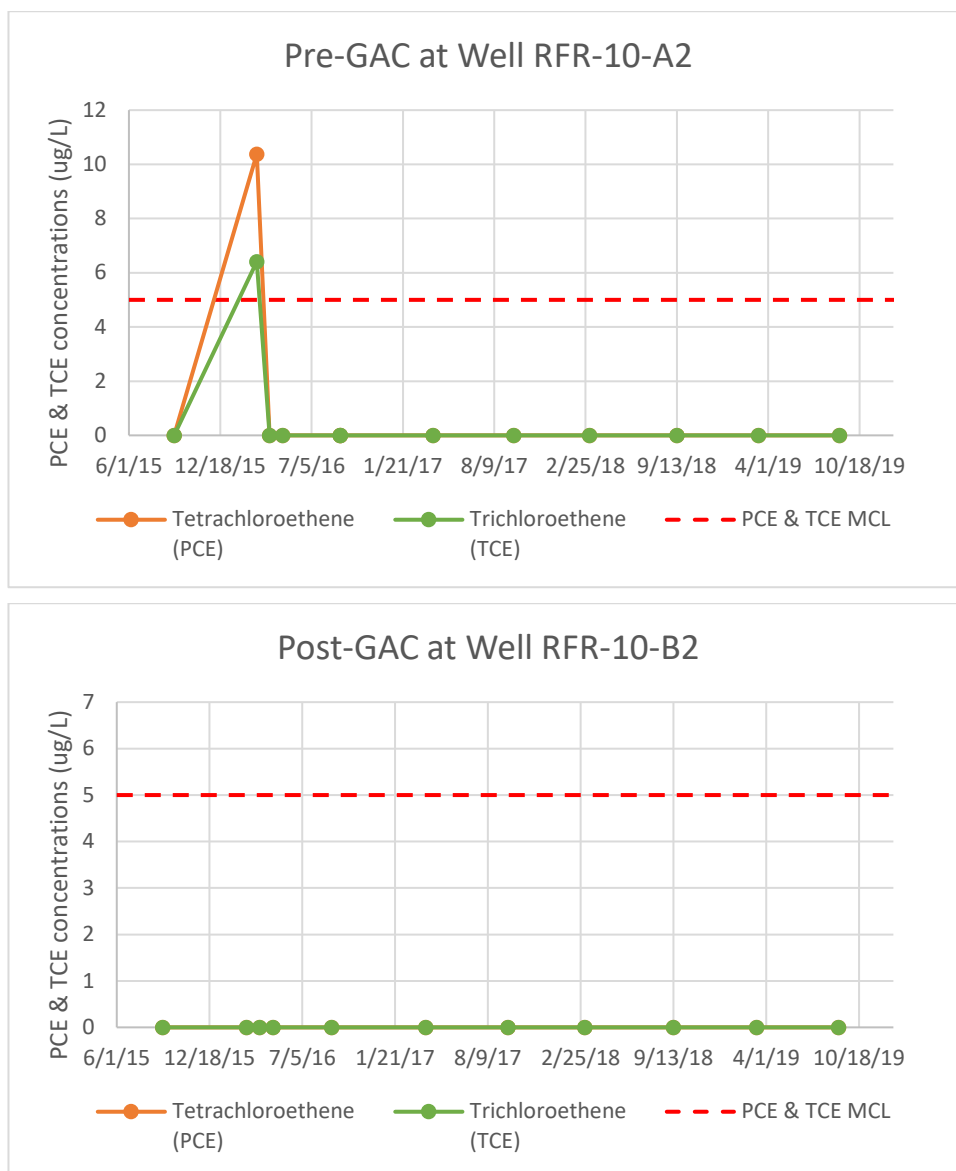 Pre-GAC at Well RFR-10-A2
PCE & TCE concentrations (ug/L)
12
10
8
6
4
2
0
6/1/15 12/18/15 7/5/16 1/21/17 8/9/17 2/25/18 9/13/18 4/1/19 10/18/19
Tetrachloroethene Trichloroethene PCE & TCE MCL
(PCE) (TCE)
Post-GAC at Well RFR-10-B2
PCE & TCE concentrations (ug/L)
7
6
5
4
3
2
1
0
6/1/15 12/18/15 7/5/16 1/21/17 8/9/17 2/25/18 9/13/18 4/1/19 10/18/19
Tetrachloroethene Trichloroethene PCE & TCE MCL
(PCE) (TCE)